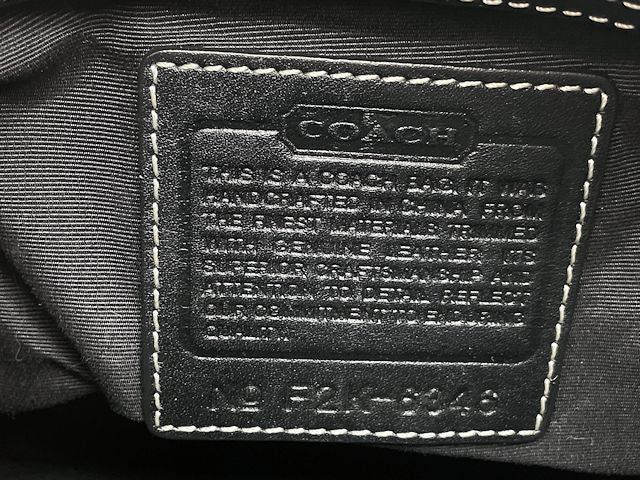 COACH
THIS IS A COACH BAG. IT WAS
HANDCRAFTED IN CHINA FROM
THE FINEST MATERIALS TRIMMED
WITH GENUINE LEATHER. ITS
SUPERIOR CRAFTSMANSHIP AND
ATTENTION TO DETAIL REFLECT
OUR COMMITMENT TO ENDURING
QUALITY.
No F2K-6346